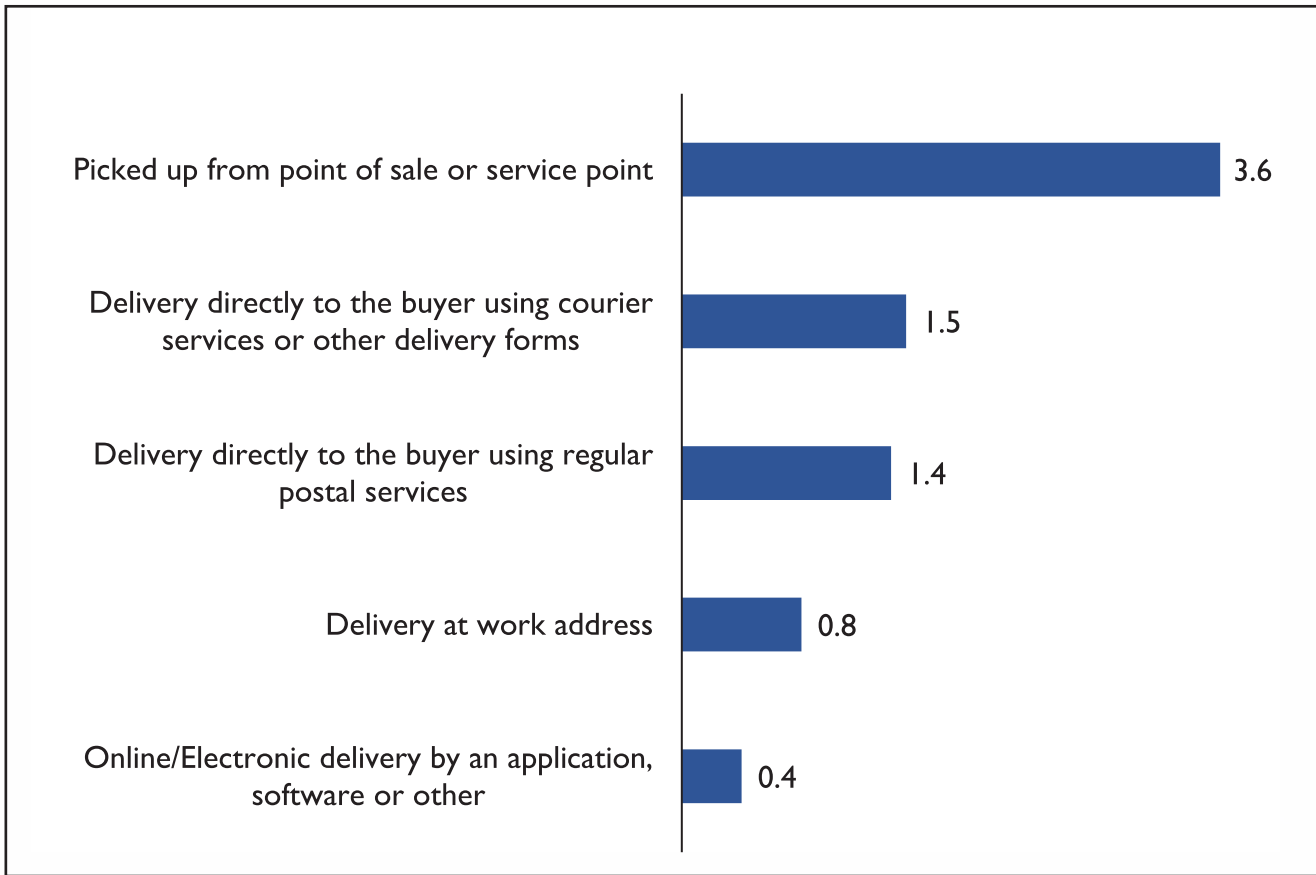 Picked up from point of sale or service point
3.6
Delivery directly to the buyer using courier
services or other delivery forms
1.5
Delivery directly to the buyer using regular
postal services
1.4
Delivery at work address
0.8
Online/Electronic delivery by an application,
software or other
0.4